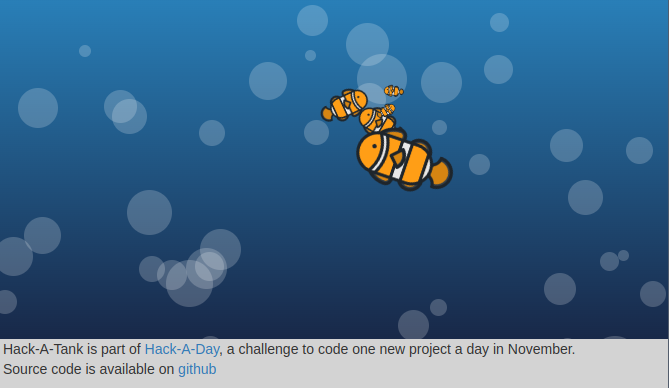 Hack-A-Tank is part of Hack-A-Day, a challenge to code one new project a day in November.
Source code is available on github